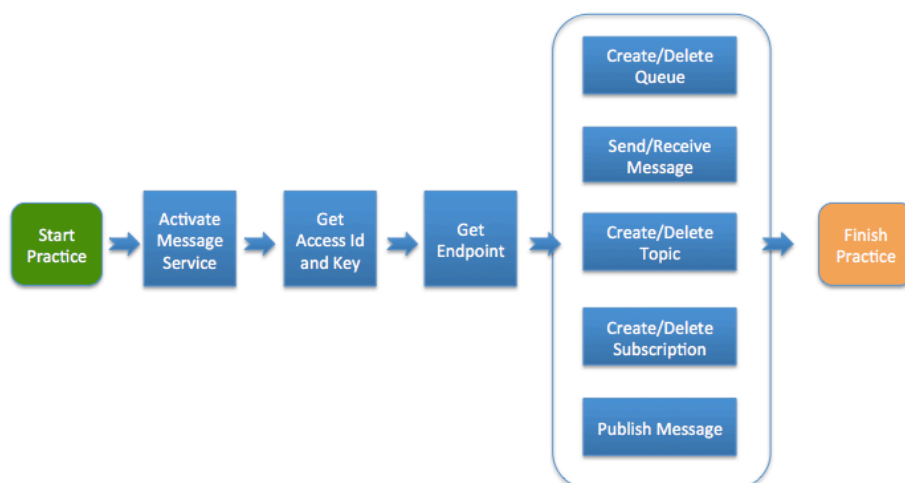 Start
Practice
Activate
Message
Service
Get
Access Id
and Key
Get
Endpoint
Create/Delete
Queue
Send/Receive
Message
Create/Delete
Topic
Create/Delete
Subscription
Publish Message
Finish
Practice